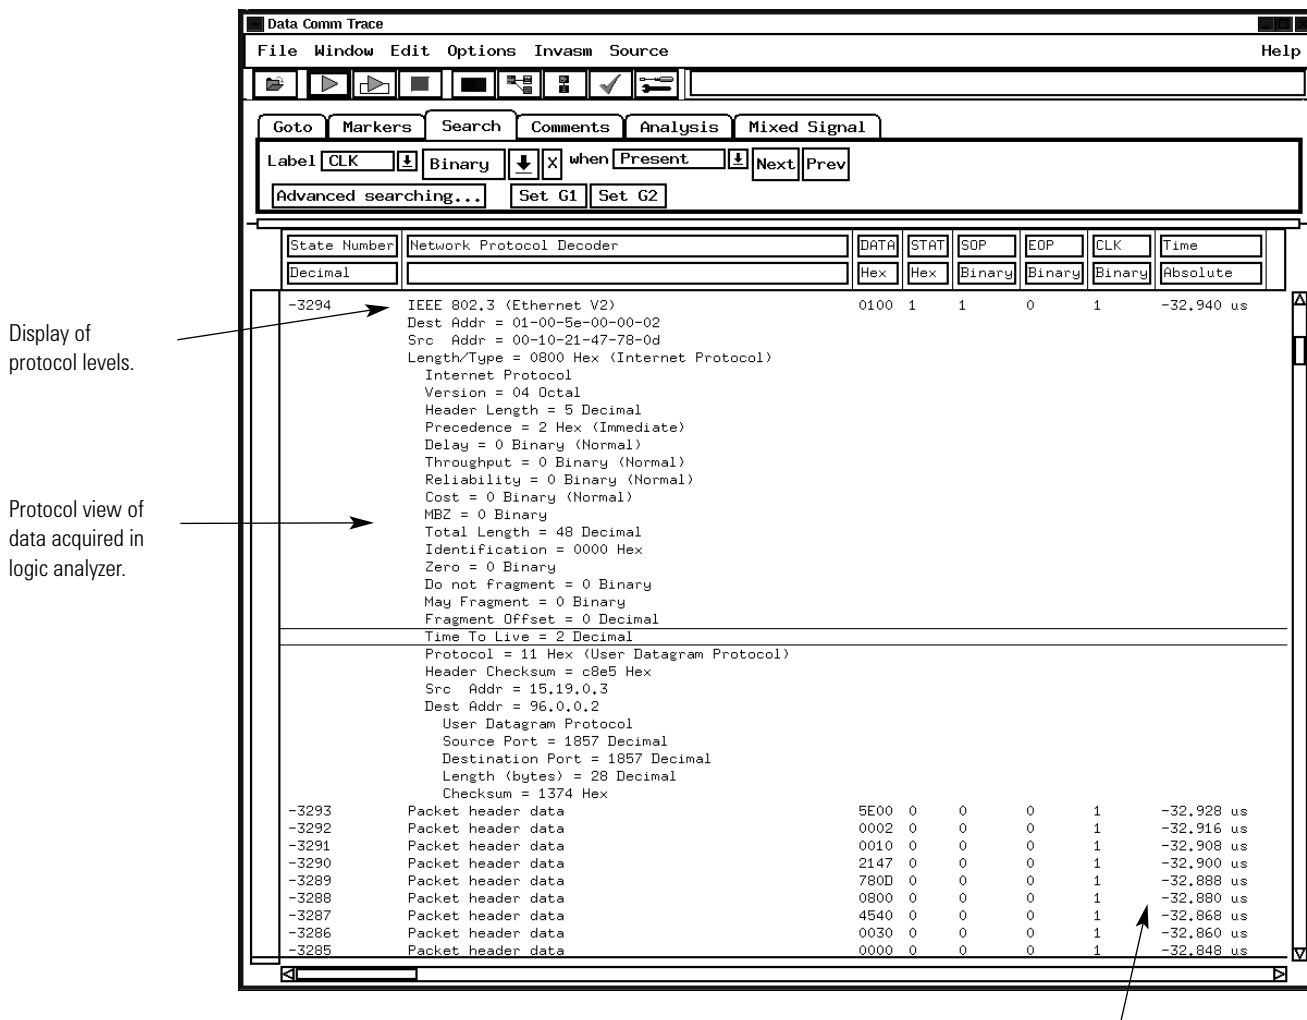 Data Comm Trace
File Window Edit Options Invasm Source Help
Goto Markers Search Comments Analysis Mixed Signal
Label CLK Binary X when Present Next Prev
Advanced searching... Set G1 Set G2
State Number Network Protocol Decoder DATA STAT SOP EOP CLK Time
Decimal Hex Hex Binary Binary Binary Absolute
-3294 IEEE 802.3 (Ethernet V2) 0100 1 1 0 1 -32.940 us
Dest Addr = 01-00-5e-00-00-02
Src Addr = 00-10-21-47-78-0d
Length/Type = 0800 Hex (Internet Protocol)
Internet Protocol
Version = 04 Octal
Header Length = 5 Decimal
Precedence = 2 Hex (Immediate)
Delay = 0 Binary (Normal)
Throughput = 0 Binary (Normal)
Reliability = 0 Binary (Normal)
Cost = 0 Binary (Normal)
MBZ = 0 Binary
Total Length = 48 Decimal
Identification = 0000 Hex
Zero = 0 Binary
Do not fragment = 0 Binary
May Fragment = 0 Binary
Fragment Offset = 0 Decimal
Time To Live = 2 Decimal
Protocol = 11 Hex (User Datagram Protocol)
Header Checksum = c8e5 Hex
Src Addr = 15.19.0.3
Dest Addr = 96.0.0.2
User Datagram Protocol
Source Port = 1857 Decimal
Destination Port = 1857 Decimal
Length (bytes) = 28 Decimal
Checksum = 1374 Hex
-3293 Packet header data 5E00 0 0 0 1 -32.928 us
-3292 Packet header data 0002 0 0 0 1 -32.916 us
-3291 Packet header data 0010 0 0 0 1 -32.908 us
-3290 Packet header data 2147 0 0 0 1 -32.900 us
-3289 Packet header data 780D 0 0 0 1 -32.888 us
-3288 Packet header data 0800 0 0 0 1 -32.880 us
-3287 Packet header data 4540 0 0 0 1 -32.868 us
-3286 Packet header data 0030 0 0 0 1 -32.860 us
-3285 Packet header data 0000 0 0 0 1 -32.848 us
Display of
protocol levels.
Protocol view of
data acquired in
logic analyzer.